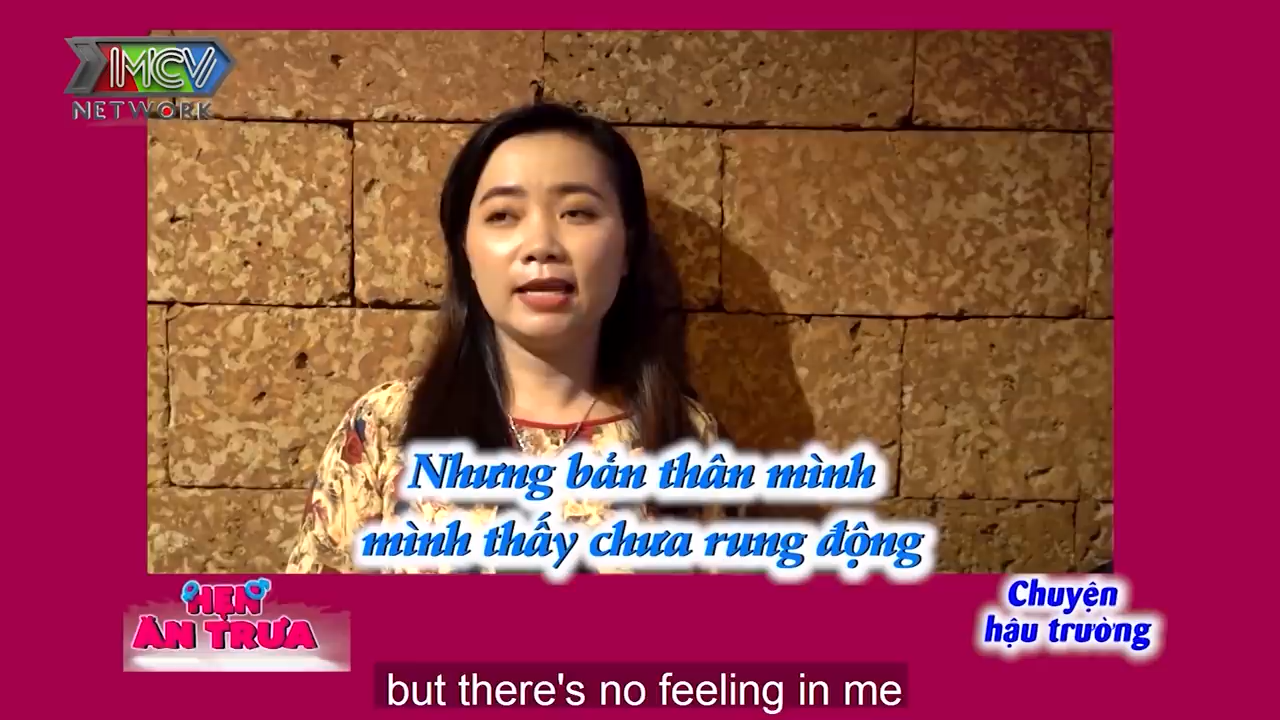 MCV
NETWORK
Nhưng bản thân mình
mình thấy chưa rung động
HẸN
ĂN TRƯA
Chuyện
hậu trường
but there's no feeling in me